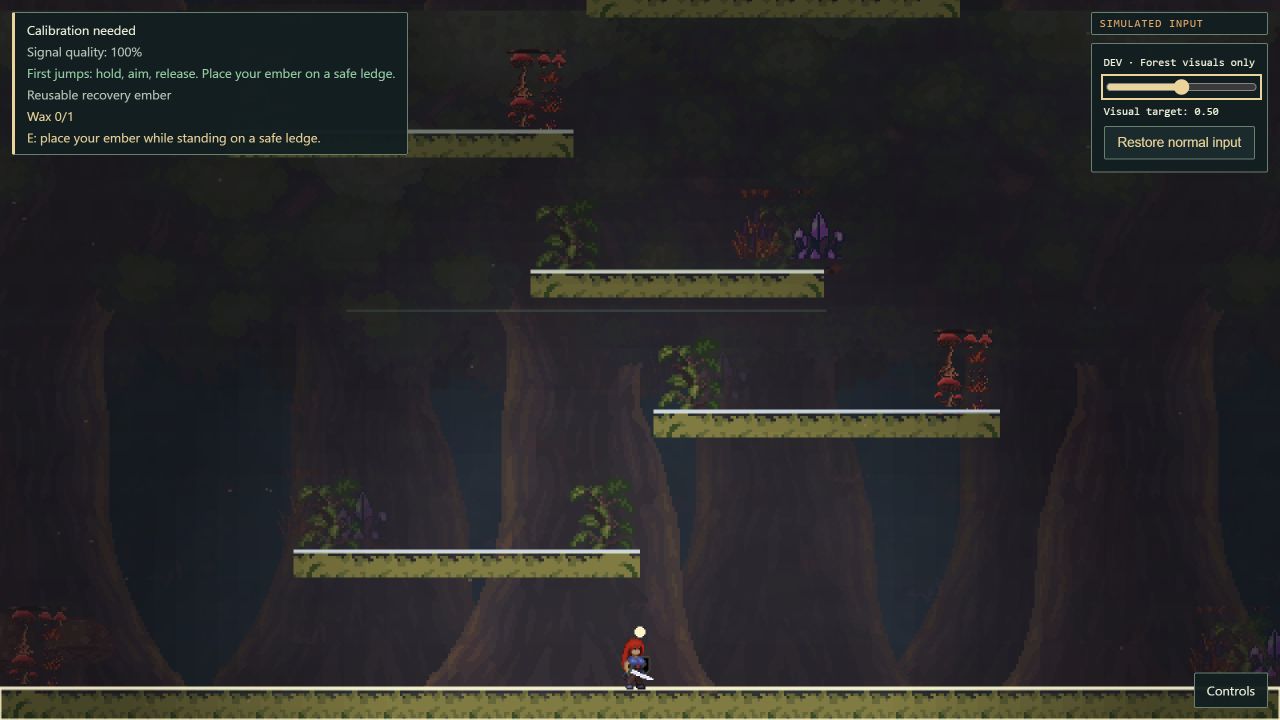 Calibration needed
Signal quality: 100%
First jumps: hold, aim, release. Place your ember on a safe ledge.
Reusable recovery ember
Wax 0/1
E: place your ember while standing on a safe ledge.
SIMULATED INPUT
DEV · Forest visuals only
Visual target: 0.50
Restore normal input
Controls